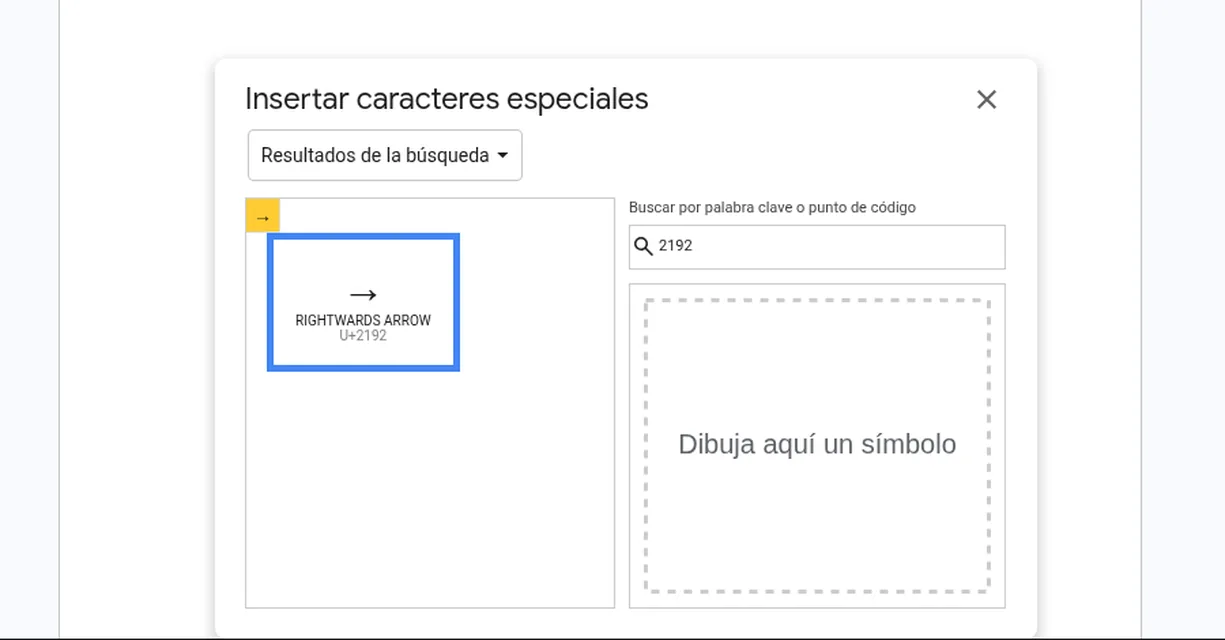 Insertar caracteres especiales
Resultados de la búsqueda
→
→
RIGHTWARDS ARROW
U+2192
Buscar por palabra clave o punto de código
2192
Dibuja aquí un símbolo